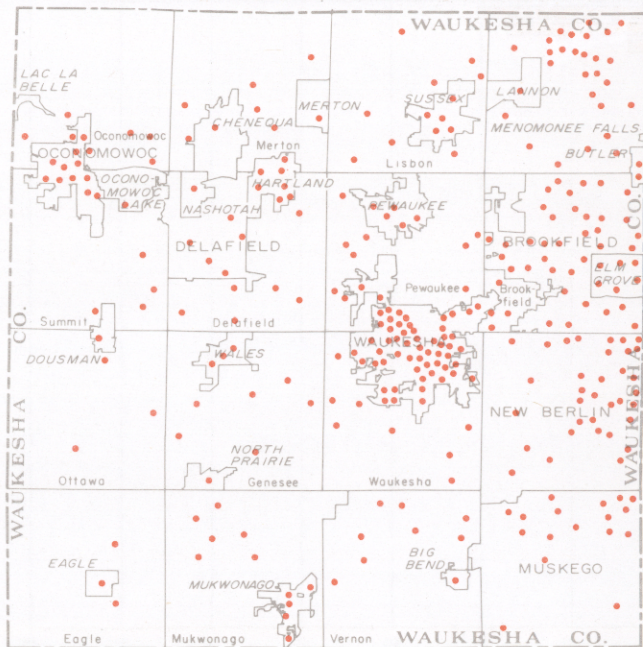 WAUKESHA CO.
LAC LA
BELLE
MERTON
SUSSEX
LANNON
CHENEQUA
MENOMONEE FALLS
Oconomowoc
OCONOMOWOC
Merton
Lisbon
BUTLER
OCONO-
MOWOC
LAKE
HARTLAND
NASHOTAH
PEWAUKEE
DELAFIELD
BROOKFIELD
WAUKESHA CO.
ELM
GROVE
Pewaukee
Brook-
field
Summit
Delafield
WAUKESHA
DOUSMAN
WALES
WAUKESHA CO.
NEW BERLIN
NORTH
PRAIRIE
Ottawa
Genesee
Waukesha
EAGLE
MUKWONAGO
BIG
BEND
MUSKEGO
Eagle
Mukwonago
Vernon
WAUKESHA CO.